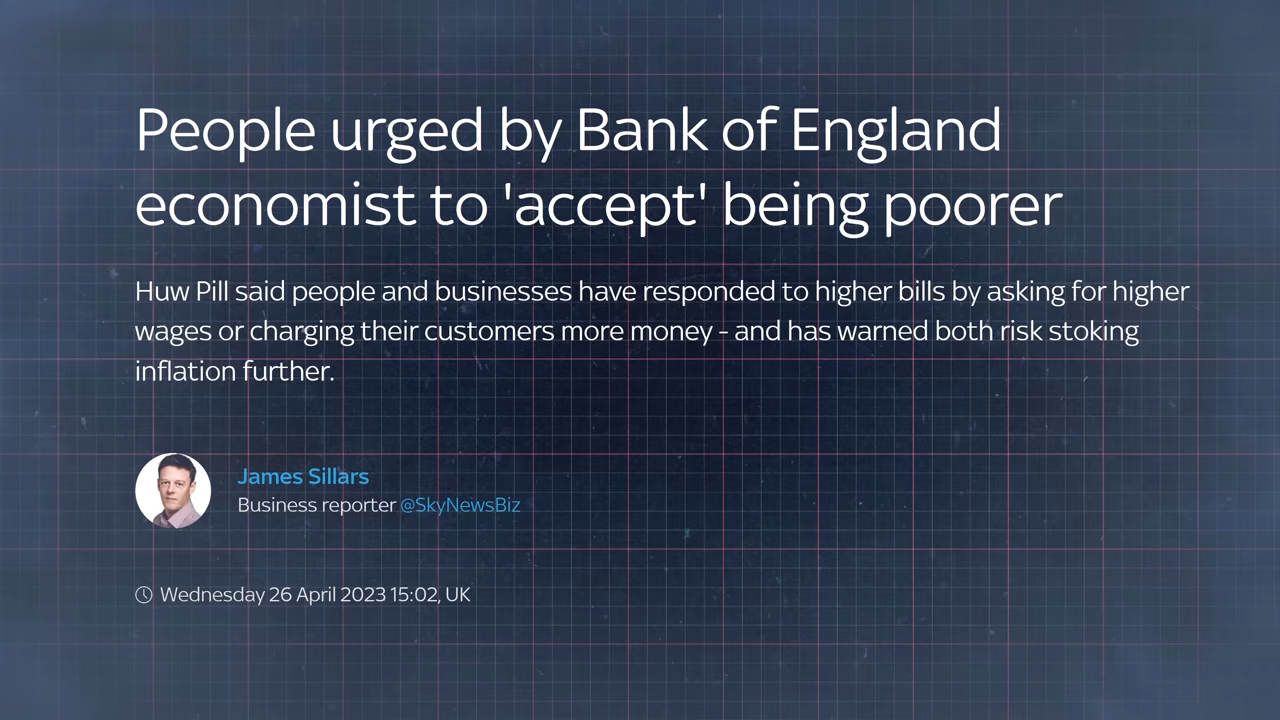 People urged by Bank of England
economist to 'accept' being poorer
Huw Pill said people and businesses have responded to higher bills by asking for higher
wages or charging their customers more money - and has warned both risk stoking
inflation further.
James Sillars
Business reporter @SkyNewsBiz
Wednesday 26 April 2023 15:02, UK